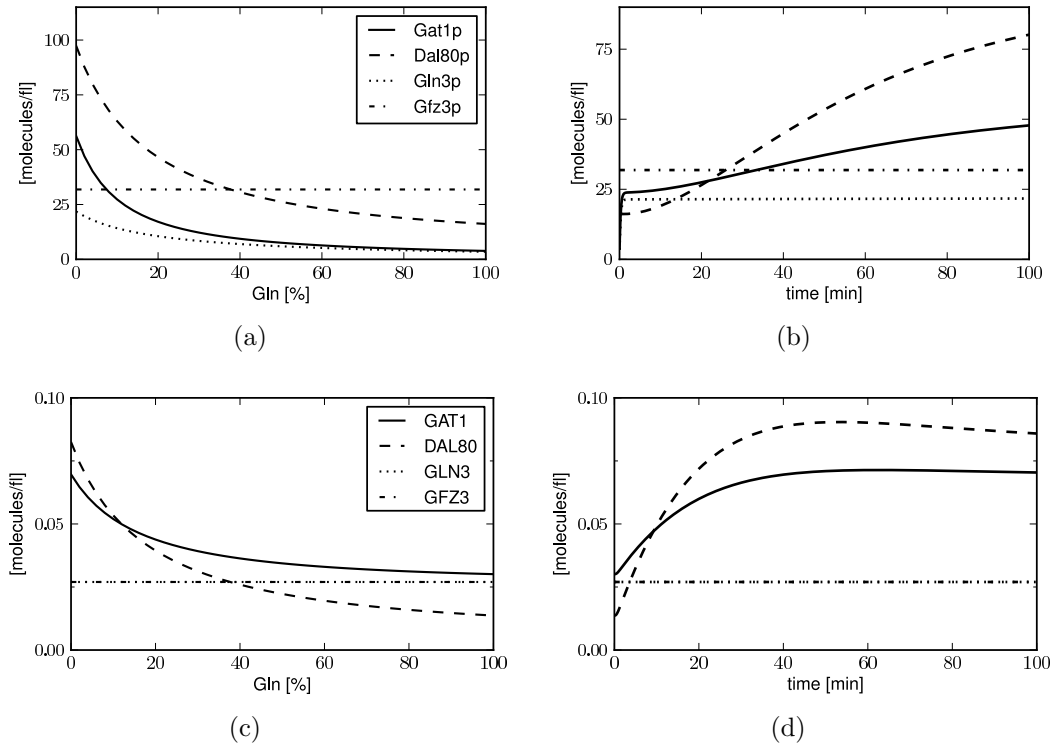 100
75
50
25
0
[molecules/fl]
Gat1p
Dal80p
Gln3p
Gfz3p
0 20 40 60 80 100
Gln [%]
(a)
75
50
25
0
[molecules/fl]
0 20 40 60 80 100
time [min]
(b)
0.10
0.05
0.00
[molecules/fl]
GAT1
DAL80
GLN3
GFZ3
0 20 40 60 80 100
Gln [%]
(c)
0.10
0.05
0.00
[molecules/fl]
0 20 40 60 80 100
time [min]
(d)